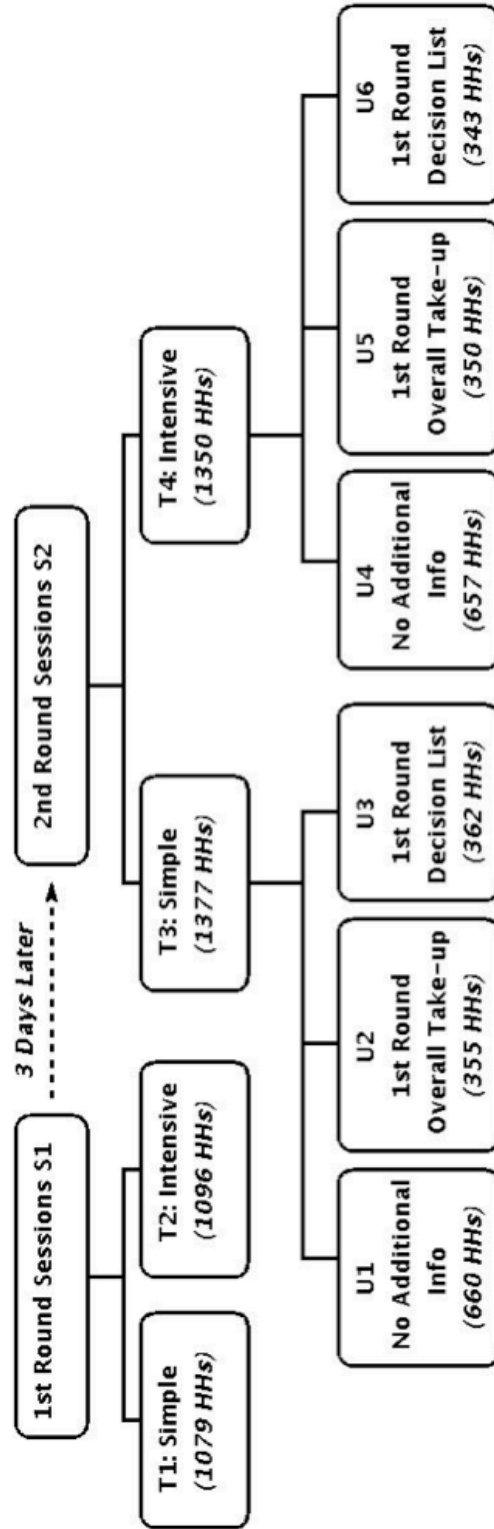 1st Round Sessions S1
3 Days Later
2nd Round Sessions S2
T1: Simple
(1079 HHs)
T2: Intensive
(1096 HHs)
T3: Simple
(1377 HHs)
T4: Intensive
(1350 HHs)
U1
No Additional
Info
(660 HHs)
U2
1st Round
Overall Take-up
(355 HHs)
U3
1st Round
Decision List
(362 HHs)
U4
No Additional
Info
(657 HHs)
U5
1st Round
Overall Take-up
(350 HHs)
U6
1st Round
Decision List
(343 HHs)